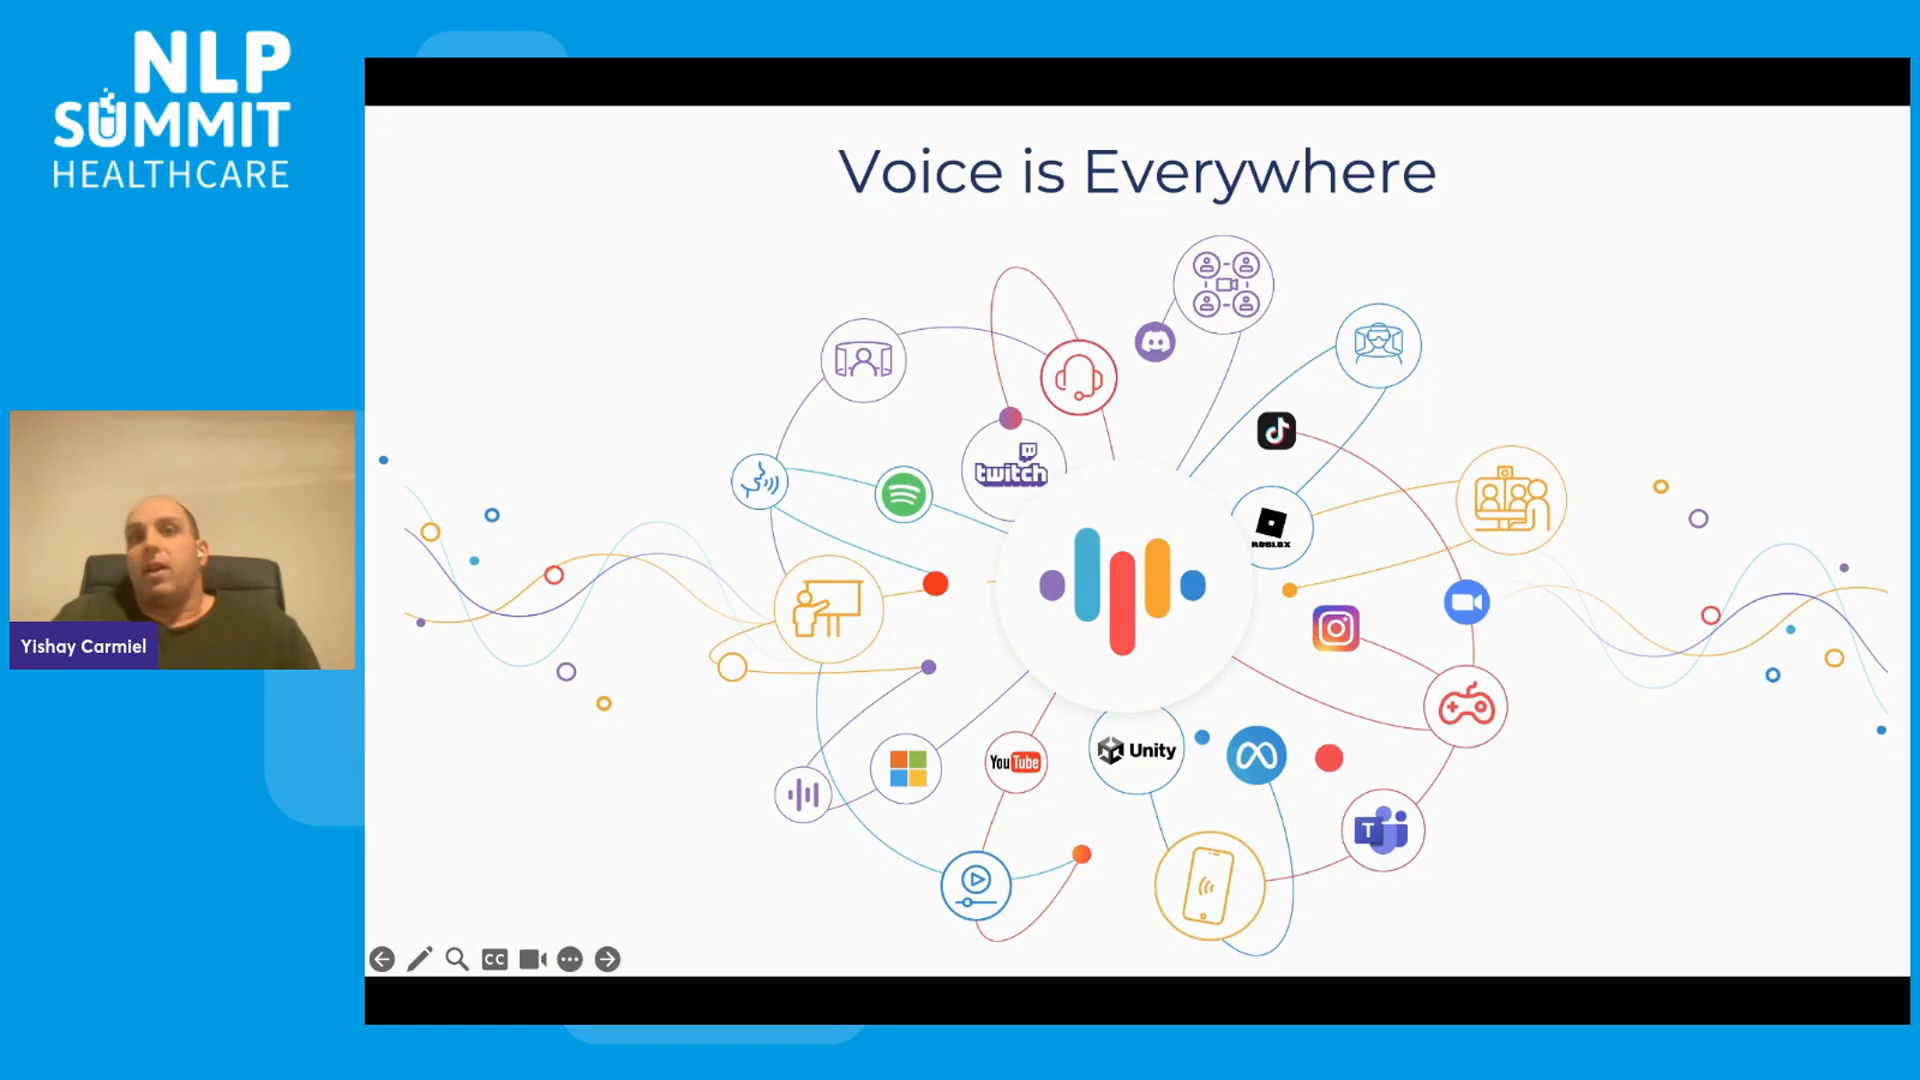 NLP
SUMMIT
HEALTHCARE
Voice is Everywhere
twitch
ROBLOX
Yishay Carmiel
YouTube
Unity
T
CC